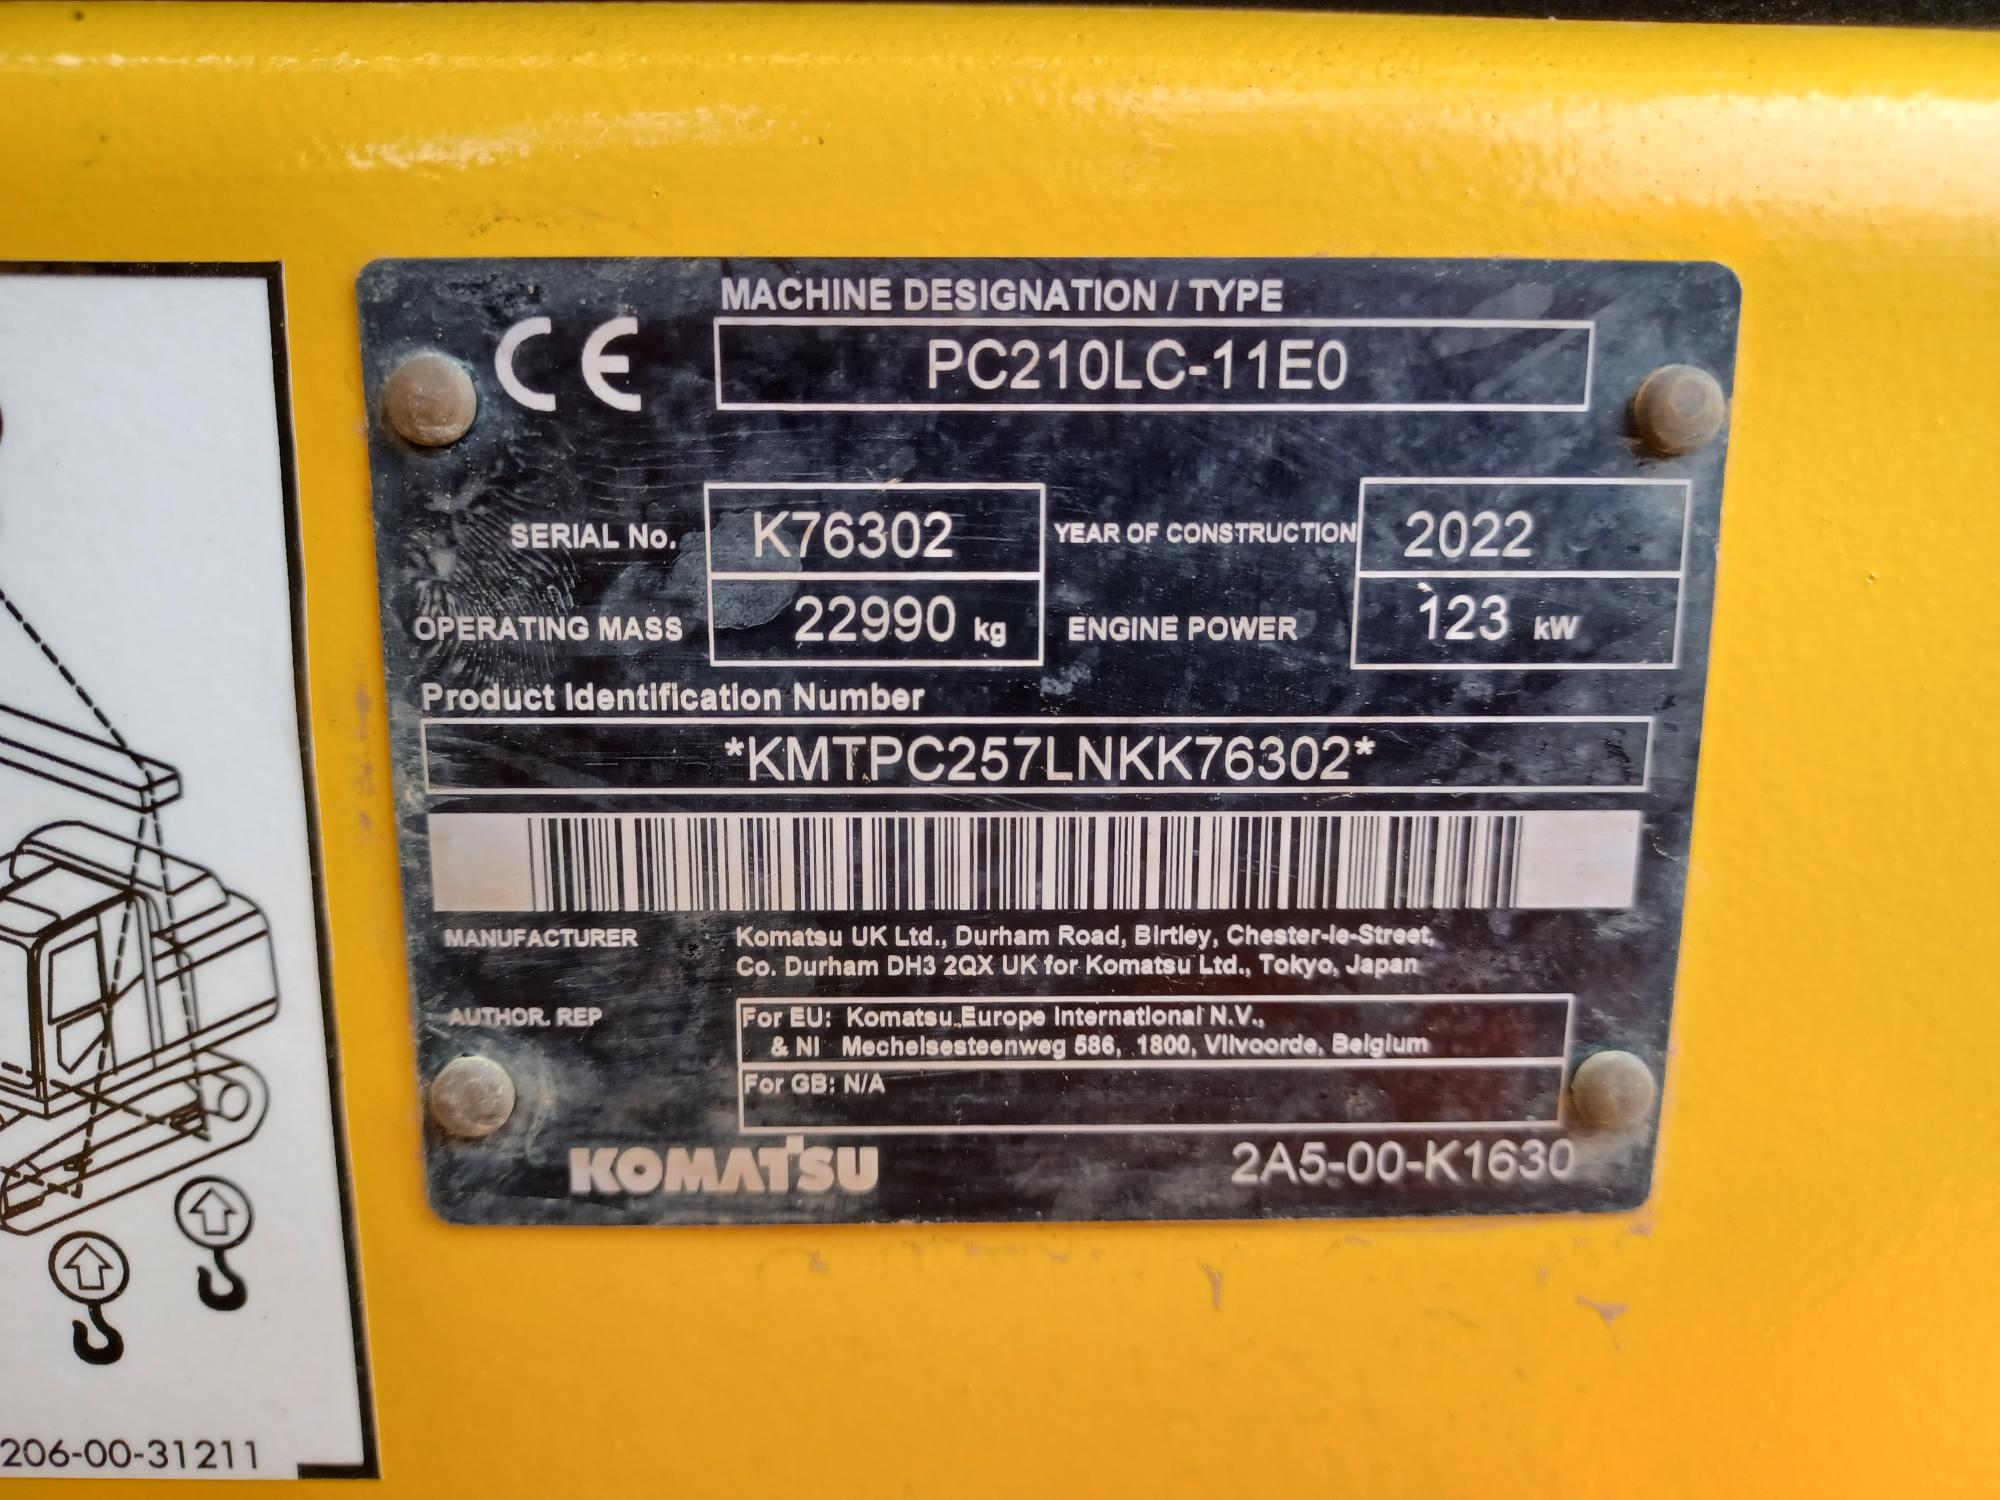 MACHINE DESIGNATION / TYPE
CE
PC210LC-11E0
SERIAL No. K76302 YEAR OF CONSTRUCTION 2022
OPERATING MASS 22990 kg ENGINE POWER 123 kW
Product Identification Number
*KMTPC257LNKK76302*
MANUFACTURER Komatsu UK Ltd., Durham Road, Birtley, Chester-le-Street,
Co. Durham DH3 2QX UK for Komatsu Ltd., Tokyo, Japan
AUTHOR. REP For EU: Komatsu Europe International N.V.,
& NI Mechelsesteenweg 586, 1800, Vilvoorde, Belgium
For GB: N/A
KOMATSU 2A5-00-K1630
206-00-31211